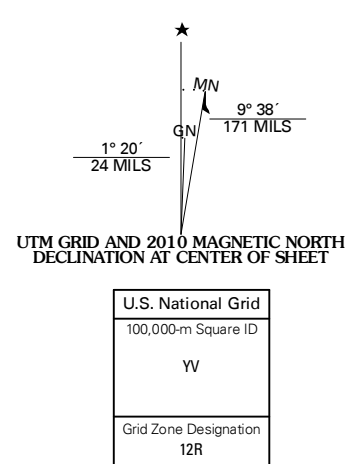 ★
MN
9° 38´
171 MILS
GN
1° 20´
24 MILS
UTM GRID AND 2010 MAGNETIC NORTH
DECLINATION AT CENTER OF SHEET
U.S. National Grid
100,000-m Square ID
YV
Grid Zone Designation
12R